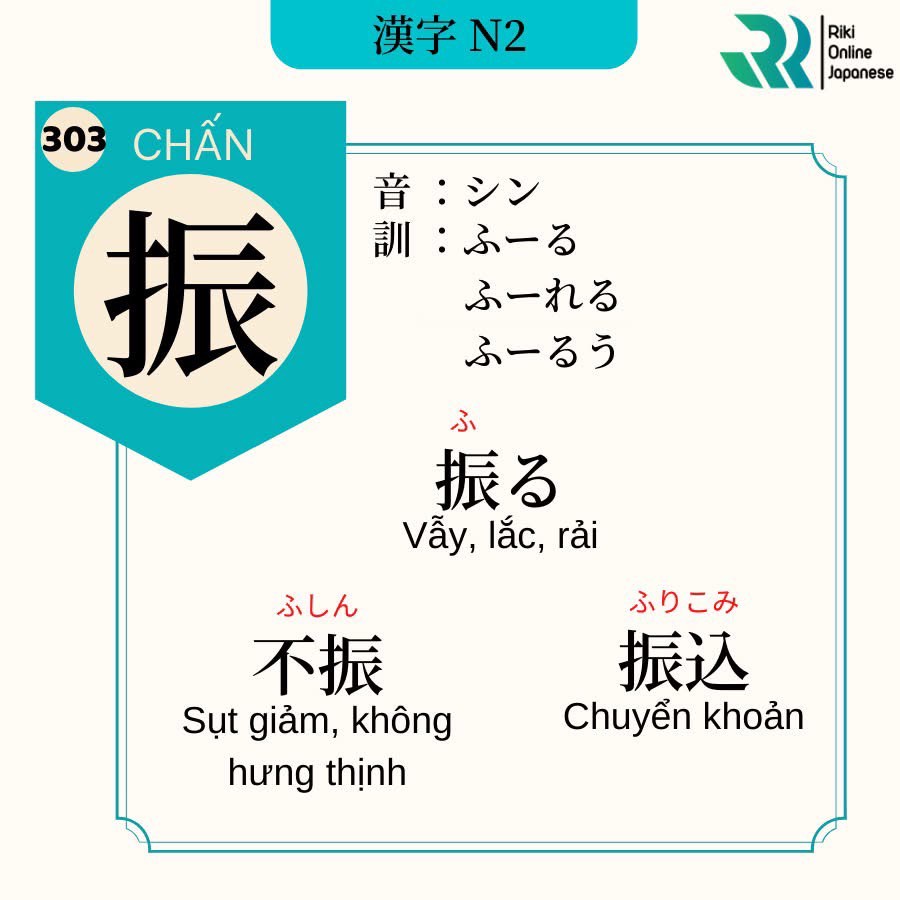 漢字 N2
Riki
Online
Japanese
303
CHẤN
振
音 ：シン
訓 ：ふーる
ふーれる
ふーるう
ふ
振る
Vẫy, lắc, rải
ふしん
不振
Sụt giảm, không
hưng thịnh
ふりこみ
振込
Chuyển khoản